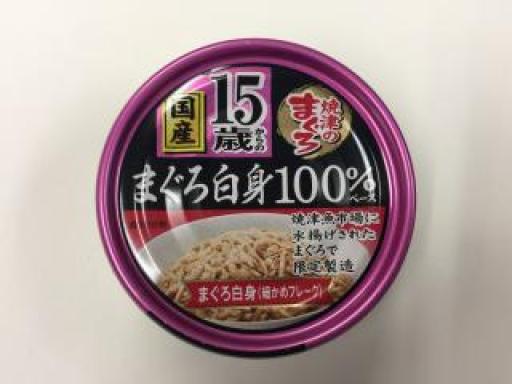 国産
15歳からの
焼津の
まぐろ
まぐろ白身100%
ベース
焼津魚市場に
水揚げされた
まぐろで
限定製造
まぐろ白身(細かめフレーク)